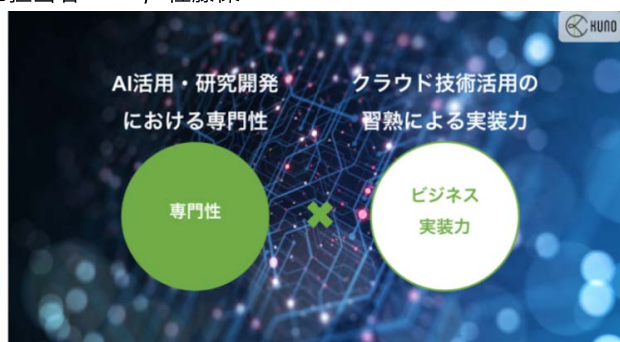 KUNO
AI活用・研究開発
における専門性
クラウド技術活用の
習熟による実装力
専門性
ビジネス
実装力